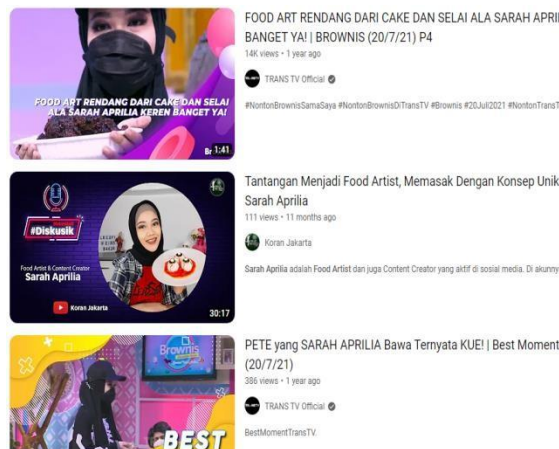 FOOD ART RENDANG DARI CAKE DAN SELAI
ALA SARAH APRILIA KEREN BANGET YA!
Br
1:41
FOOD ART RENDANG DARI CAKE DAN SELAI ALA SARAH APRI
BANGET YA! | BROWNIS (20/7/21) P4
14K views • 1 year ago
TRANS TV Official
#NontonBrownisSamaSaya #NontonBrownisDiTransTV #Brownis #20Juli2021 #NontonTransT
#Diskusik
Food Artist & Content Creator
Sarah Aprilia
Koran Jakarta
30:17
Tantangan Menjadi Food Artist, Memasak Dengan Konsep Unik
Sarah Aprilia
111 views • 11 months ago
Koran Jakarta
Sarah Aprilia adalah Food Artist dan juga Content Creator yang aktif di sosial media. Di akunny
Brownis
BEST
PETE yang SARAH APRILIA Bawa Ternyata KUE! | Best Moment
(20/7/21)
386 views • 1 year ago
TRANS TV Official
BestMomentTransTV.